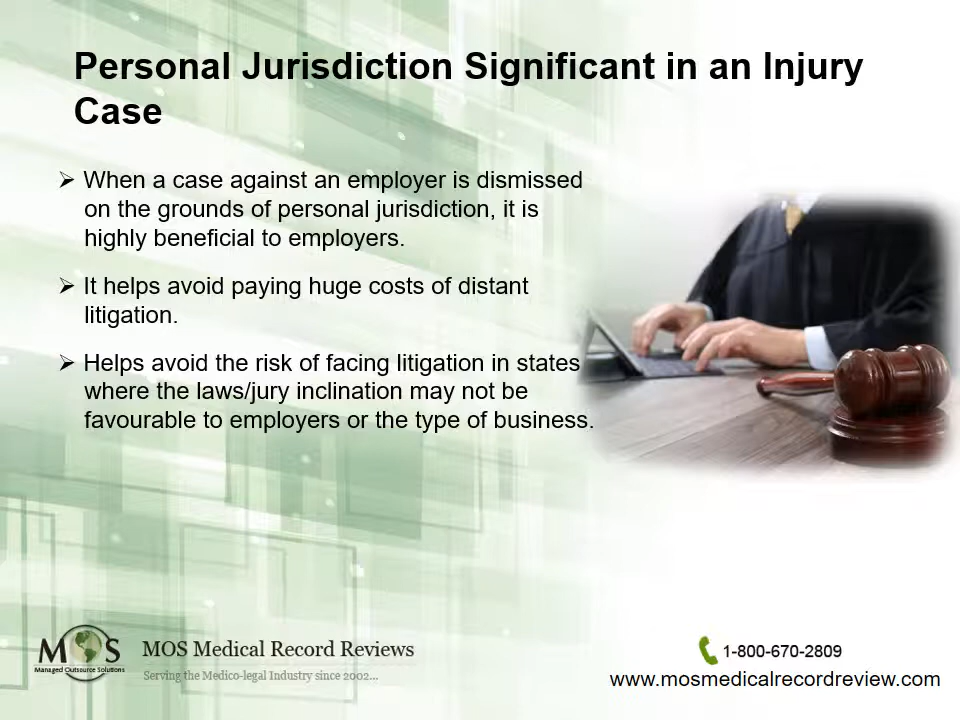 Personal Jurisdiction Significant in an Injury
Case
➢ When a case against an employer is dismissed
on the grounds of personal jurisdiction, it is
highly beneficial to employers.
➢ It helps avoid paying huge costs of distant
litigation.
➢ Helps avoid the risk of facing litigation in states
where the laws/jury inclination may not be
favourable to employers or the type of business.
MOS
Managed Outsource Solutions
MOS Medical Record Reviews
Serving the Medico-legal Industry since 2002...
1-800-670-2809
www.mosmedicalrecordreview.com